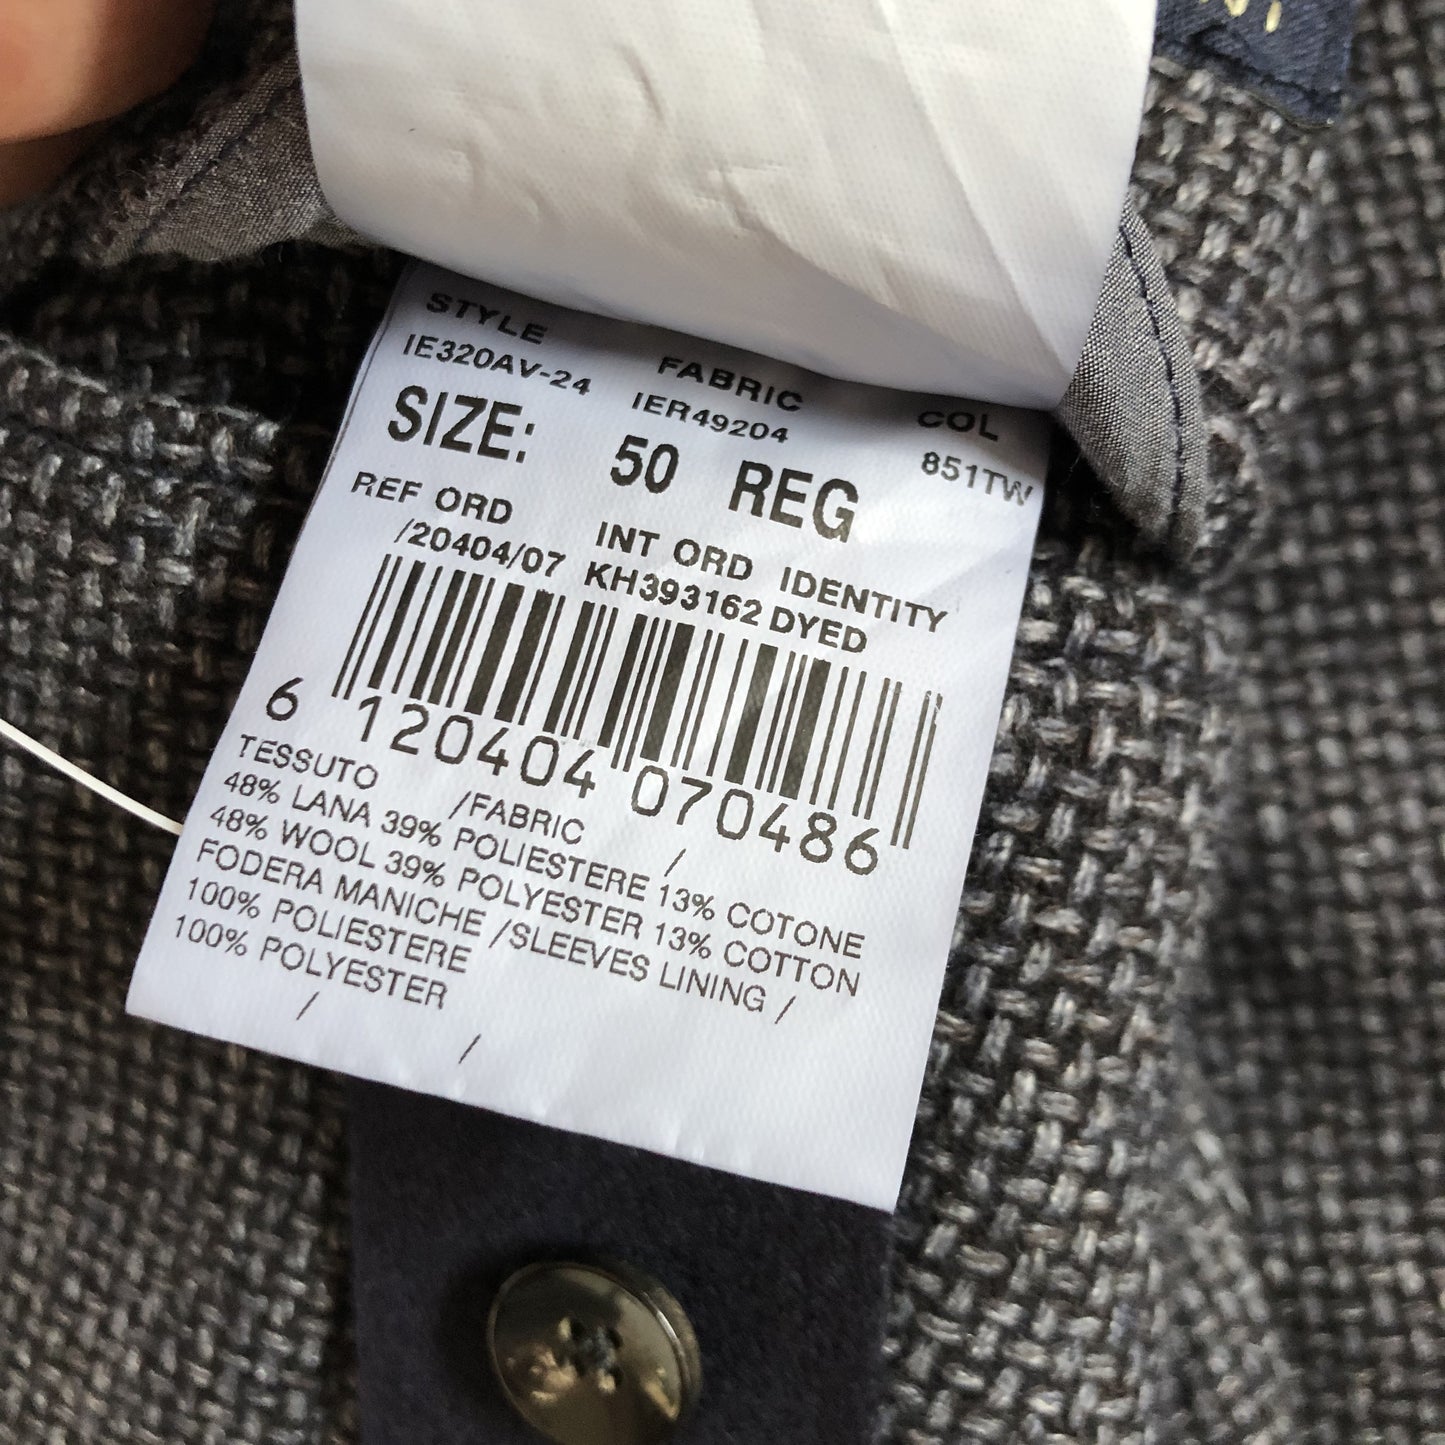 STYLE FABRIC COL
IE320AV-24 IER49204 851TW
SIZE: 50 REG
REF ORD INT ORD IDENTITY
/20404/07 KH393162 DYED
6 120404 070486
TESSUTO /FABRIC /
48% LANA 39% POLIESTERE 13% COTONE
48% WOOL 39% POLYESTER 13% COTTON
FODERA MANICHE /SLEEVES LINING /
100% POLIESTERE
100% POLYESTER
/ /